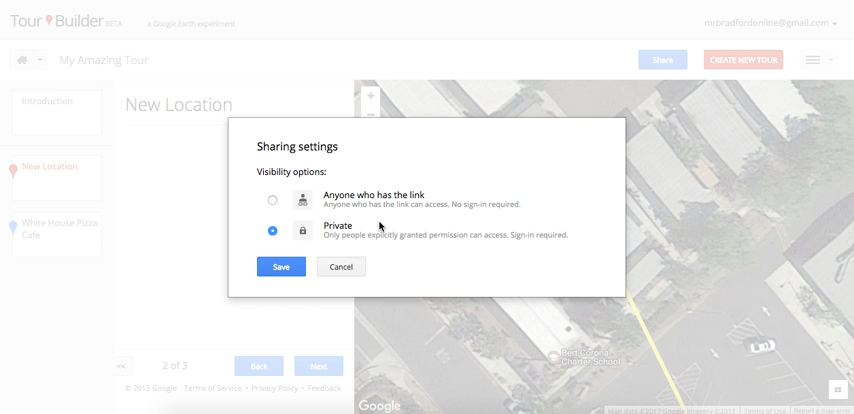 Tour Builder BETA
a Google Earth experiment
mrbradfordonline@gmail.com
My Amazing Tour
Share
CREATE NEW TOUR
Introduction
New Location
White House Pizza
Cafe
New Location
+
−
Sharing settings
Visibility options:
Anyone who has the link
Anyone who has the link can access. No sign-in required.
Private
Only people explicitly granted permission can access. Sign-in required.
Save
Cancel
Bert Corona
Charter School
<<
2 of 3
Back
Next
© 2015 Google Terms of Service • Privacy Policy • Feedback
Google
Map data ©2017 Google Imagery ©2017
Terms of Use
Report a map error